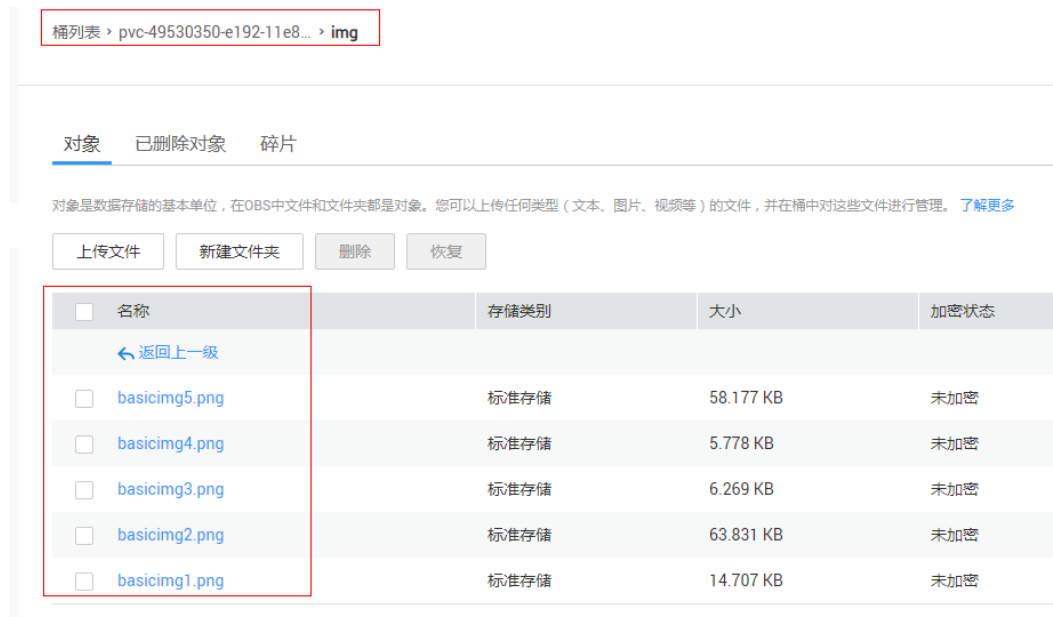 桶列表 › pvc-49530350-e192-11e8... › img
对象 已删除对象 碎片
对象是数据存储的基本单位，在OBS中文件和文件夹都是对象。您可以上传任何类型（文本、图片、视频等）的文件，并在桶中对这些文件进行管理。 了解更多
上传文件 新建文件夹 删除 恢复
名称 存储类别 大小 加密状态
返回上一级
basicimg5.png 标准存储 58.177 KB 未加密
basicimg4.png 标准存储 5.778 KB 未加密
basicimg3.png 标准存储 6.269 KB 未加密
basicimg2.png 标准存储 63.831 KB 未加密
basicimg1.png 标准存储 14.707 KB 未加密